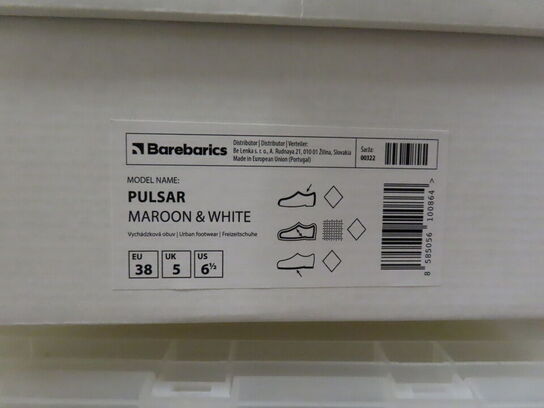 Barebarics
Distributor | Distributor | Verteiler:
Be Lenka s. r. o., A. Rudnaya 21, 010 01 Žilina, Slovakia
Made in European Union (Portugal)
Šarža:
00322
MODEL NAME:
PULSAR
MAROON & WHITE
Vychádzková obuv | Urban footwear | Freizeitschuhe
EU
38
UK
5
US
6½
8 585056 100864 >